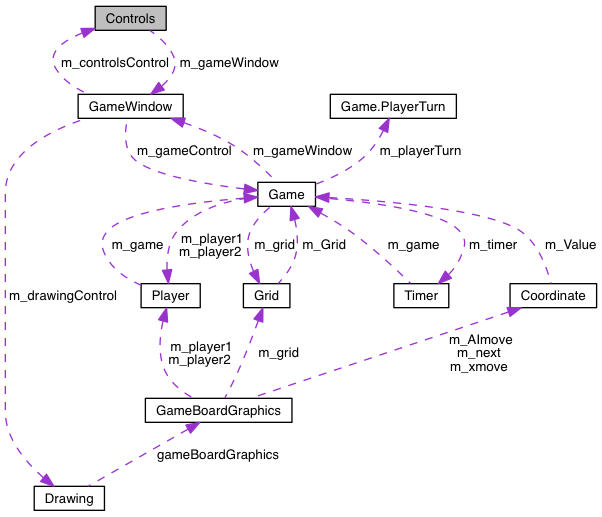 Controls
m_controlsControl
m_gameWindow
GameWindow
Game.PlayerTurn
m_gameControl
m_gameWindow
m_playerTurn
Game
m_game
m_player1
m_player2
m_grid
m_Grid
m_game
m_timer
m_Value
m_drawingControl
Player
Grid
Timer
Coordinate
m_player1
m_player2
m_grid
m_AImove
m_next
m_xmove
GameBoardGraphics
gameBoardGraphics
Drawing